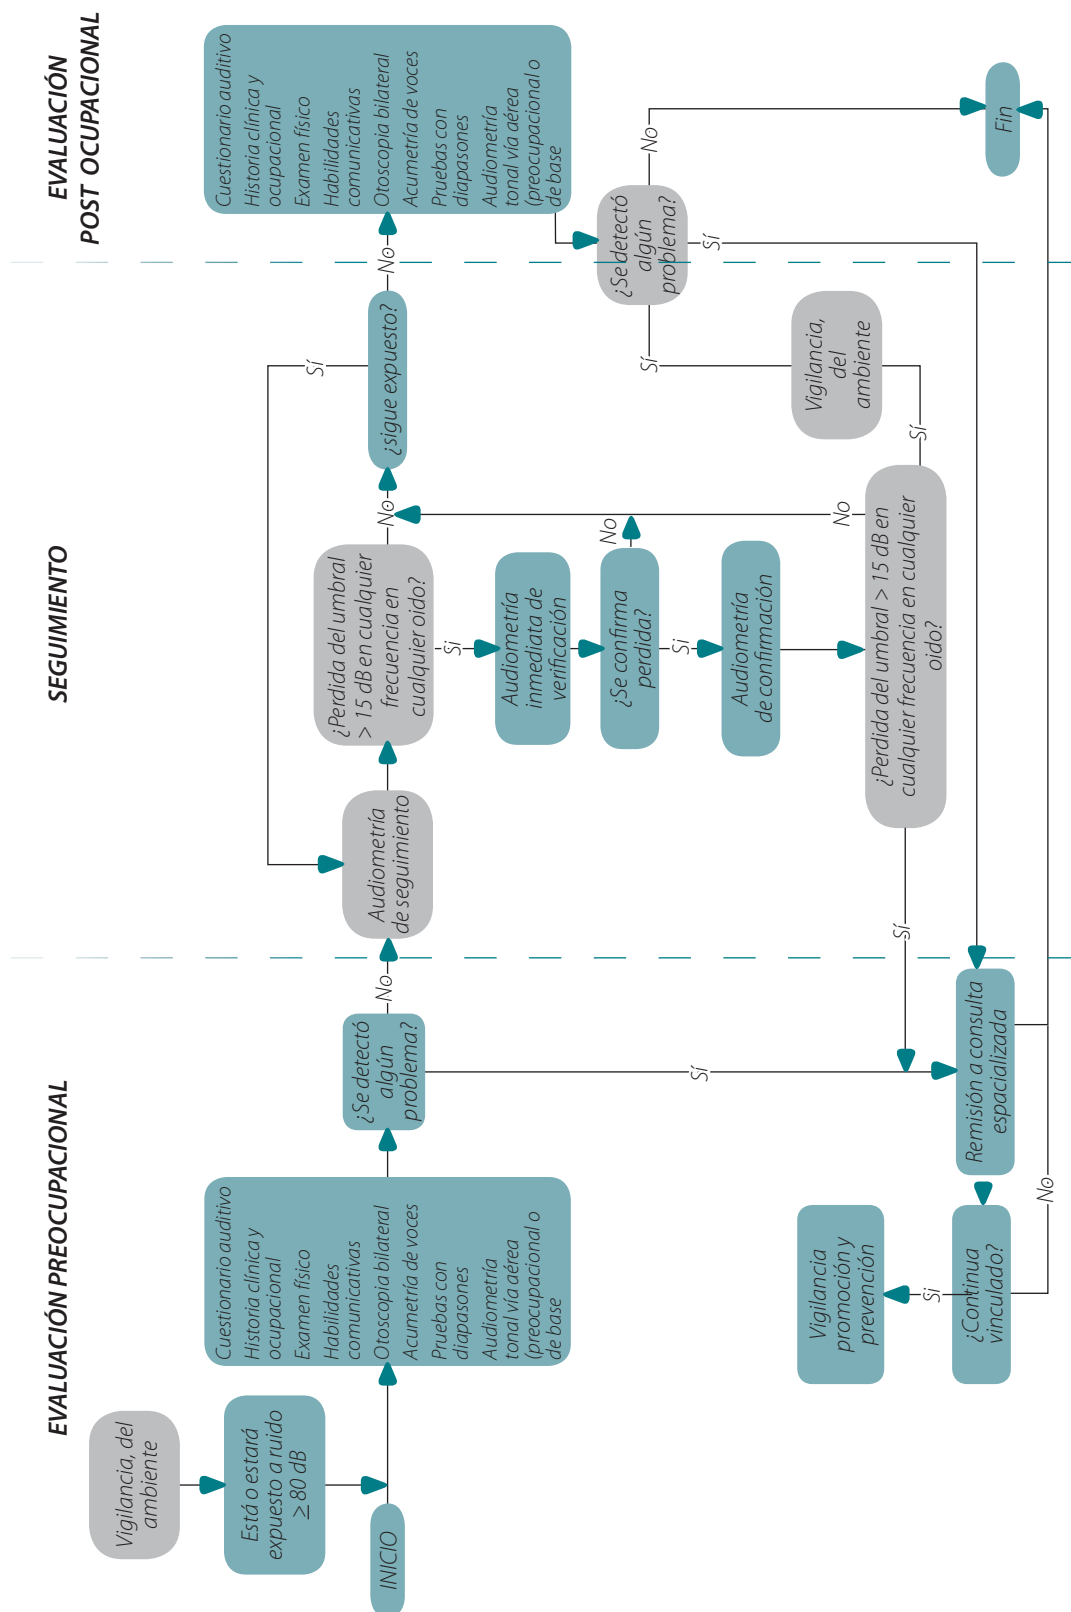 EVALUACIÓN PREOCUPACIONAL
SEGUIMIENTO
EVALUACIÓN
POST OCUPACIONAL
Vigilancia, del
ambiente
Está o estará
expuesto a ruido
≥ 80 dB
INICIO
Cuestionario auditivo
Historia clínica y
ocupacional
Examen físico
Habilidades
comunicativas
Otoscopia bilateral
Acumetría de voces
Pruebas con
diapasones
Audiometría
tonal vía aérea
(preocupacional o
de base
¿Se detectó
algún
problema?
No
Sí
Audiometría
de seguimiento
¿Perdida del umbral
> 15 dB en cualquier
frecuencia en
cualquier oido?
No
Si
¿sigue expuesto?
Sí
No
Audiometría
inmediata de
verificación
¿Se confirma
perdida?
No
Si
Audiometría
de confirmación
¿Perdida del umbral > 15 dB en
cualquier frecuencia en cualquier
oido?
No
Sí
Sí
Vigilancia,
del
ambiente
Sí
Cuestionario auditivo
Historia clínica y
ocupacional
Examen físico
Habilidades
comunicativas
Otoscopia bilateral
Acumetría de voces
Pruebas con
diapasones
Audiometría
tonal vía aérea
(preocupacional o
de base
¿Se detectó
algún
problema?
No
Sí
Fin
Remisión a consulta
espacializada
¿Continua
vinculado?
Si
No
Vigilancia
promoción y
prevención